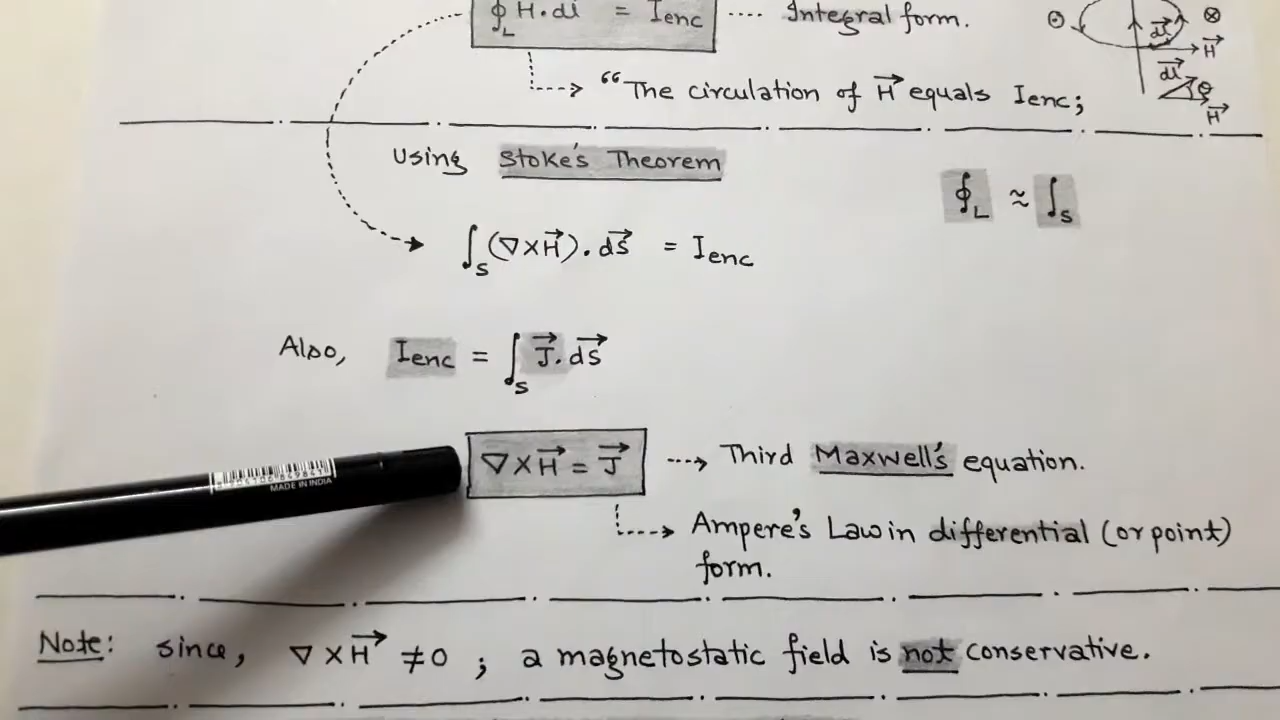 ∮L H·dl = Ienc ···· Integral form.
dl
H
dl θ
H
"The circulation of H equals Ienc;
Using Stoke's Theorem
∮L ≈ ∫S
∫S (∇×H)·ds = Ienc
Also, Ienc = ∫S J·ds
∇×H = J Third Maxwell's equation.
MADE IN INDIA
Ampere's Law in differential (or point)
form.
Note: since, ∇×H ≠0 ; a magnetostatic field is not conservative.